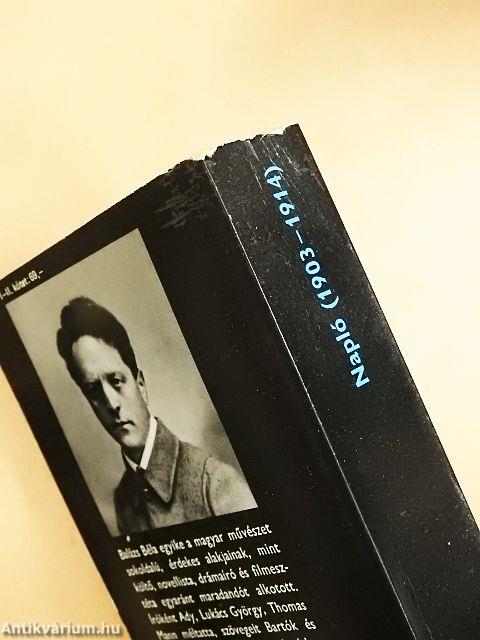 Napló (1903–1914)
I–II. kötet: 69,–
Balázs Béla egyike a magyar művészet
sokoldalú, érdekes alakjainak, mint
költő, novellista, drámaíró és filmesz-
téta egyaránt maradandót alkotott.
Íróként Ady, Lukács György, Thomas
Mann méltatta, szövegeit Bartók és
Antikvárium.hu